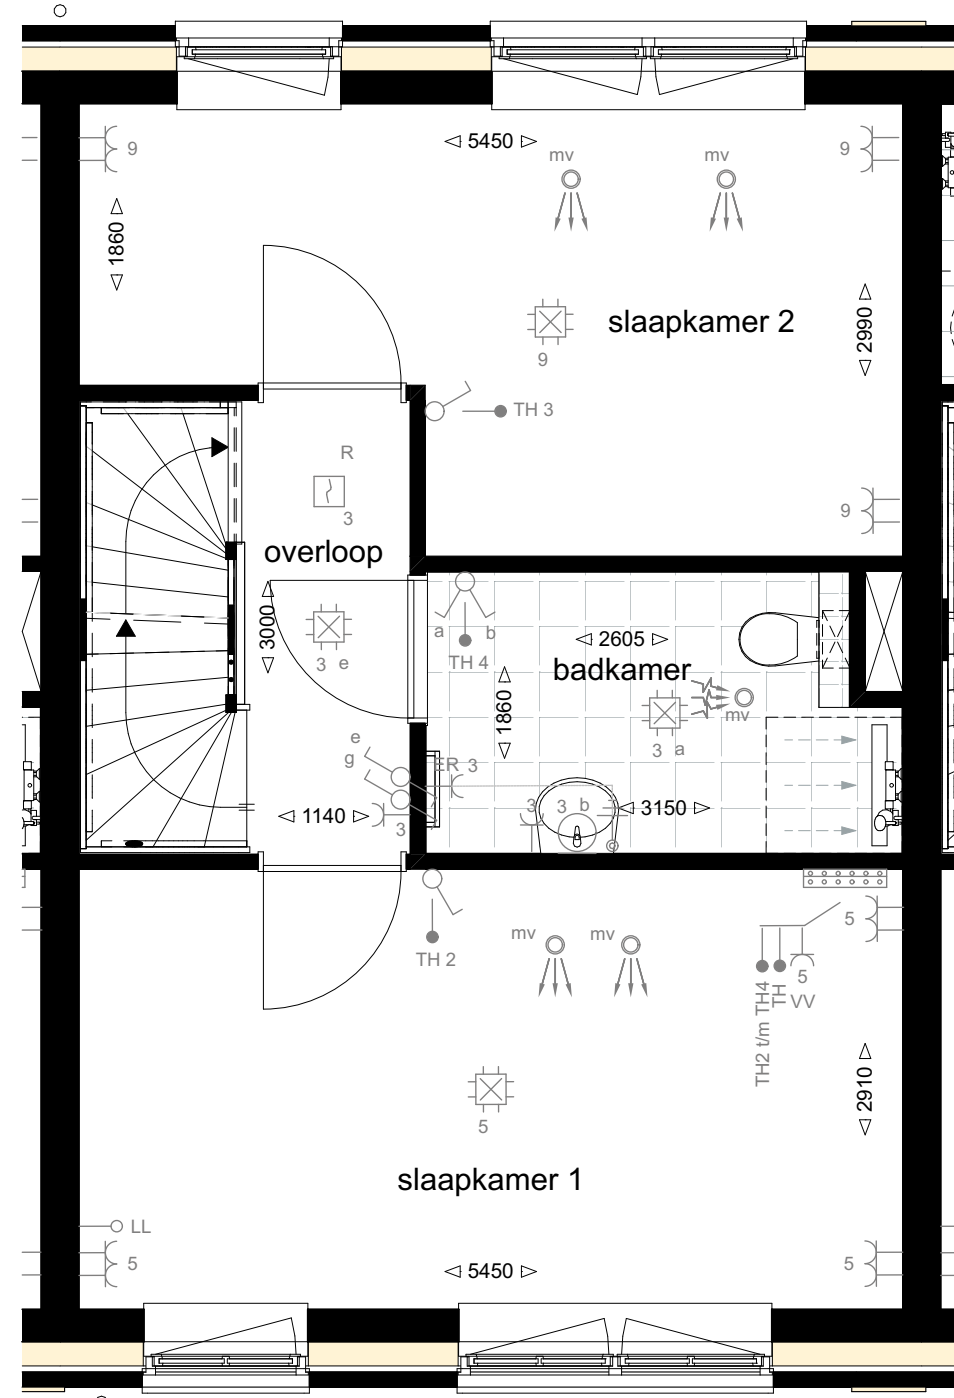 9
5450
9
mv
mv
1860
slaapkamer 2
2990
9
TH 3
R
3
9
overloop
3000
3 e
a
b
TH 4
2605
badkamer
1860
3 a
mv
e
g
ER 3
1140
3
3
3 b
3150
TH 2
mv
mv
5
5
VV
TH2 t/m TH4
TH
2910
5
slaapkamer 1
LL
5
5450
5